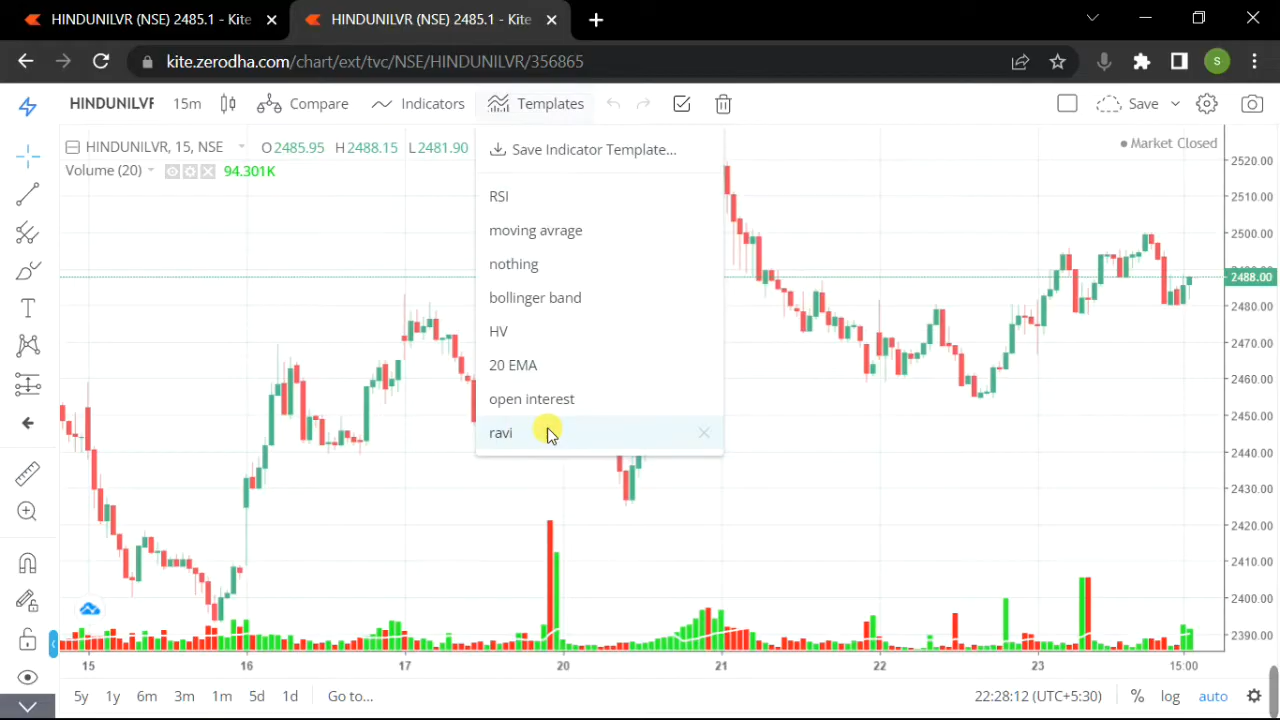 HINDUNILVR (NSE) 2485.1 - Kite
HINDUNILVR (NSE) 2485.1 - Kite
kite.zerodha.com/chart/ext/tvc/NSE/HINDUNILVR/356865
S
HINDUNILVR 15m Compare Indicators Templates Save
HINDUNILVR, 15, NSE O2485.95 H2488.15 L2481.90
Market Closed
Volume (20) 94.301K
Save Indicator Template...
RSI
moving avrage
nothing
bollinger band
HV
20 EMA
open interest
ravi
2520.00
2510.00
2500.00
2488.00
2480.00
2470.00
2460.00
2450.00
2440.00
2430.00
2420.00
2410.00
2400.00
2390.00
15 16 17 20 21 22 23 15:00
5y 1y 6m 3m 1m 5d 1d Go to... 22:28:12 (UTC+5:30) % log auto